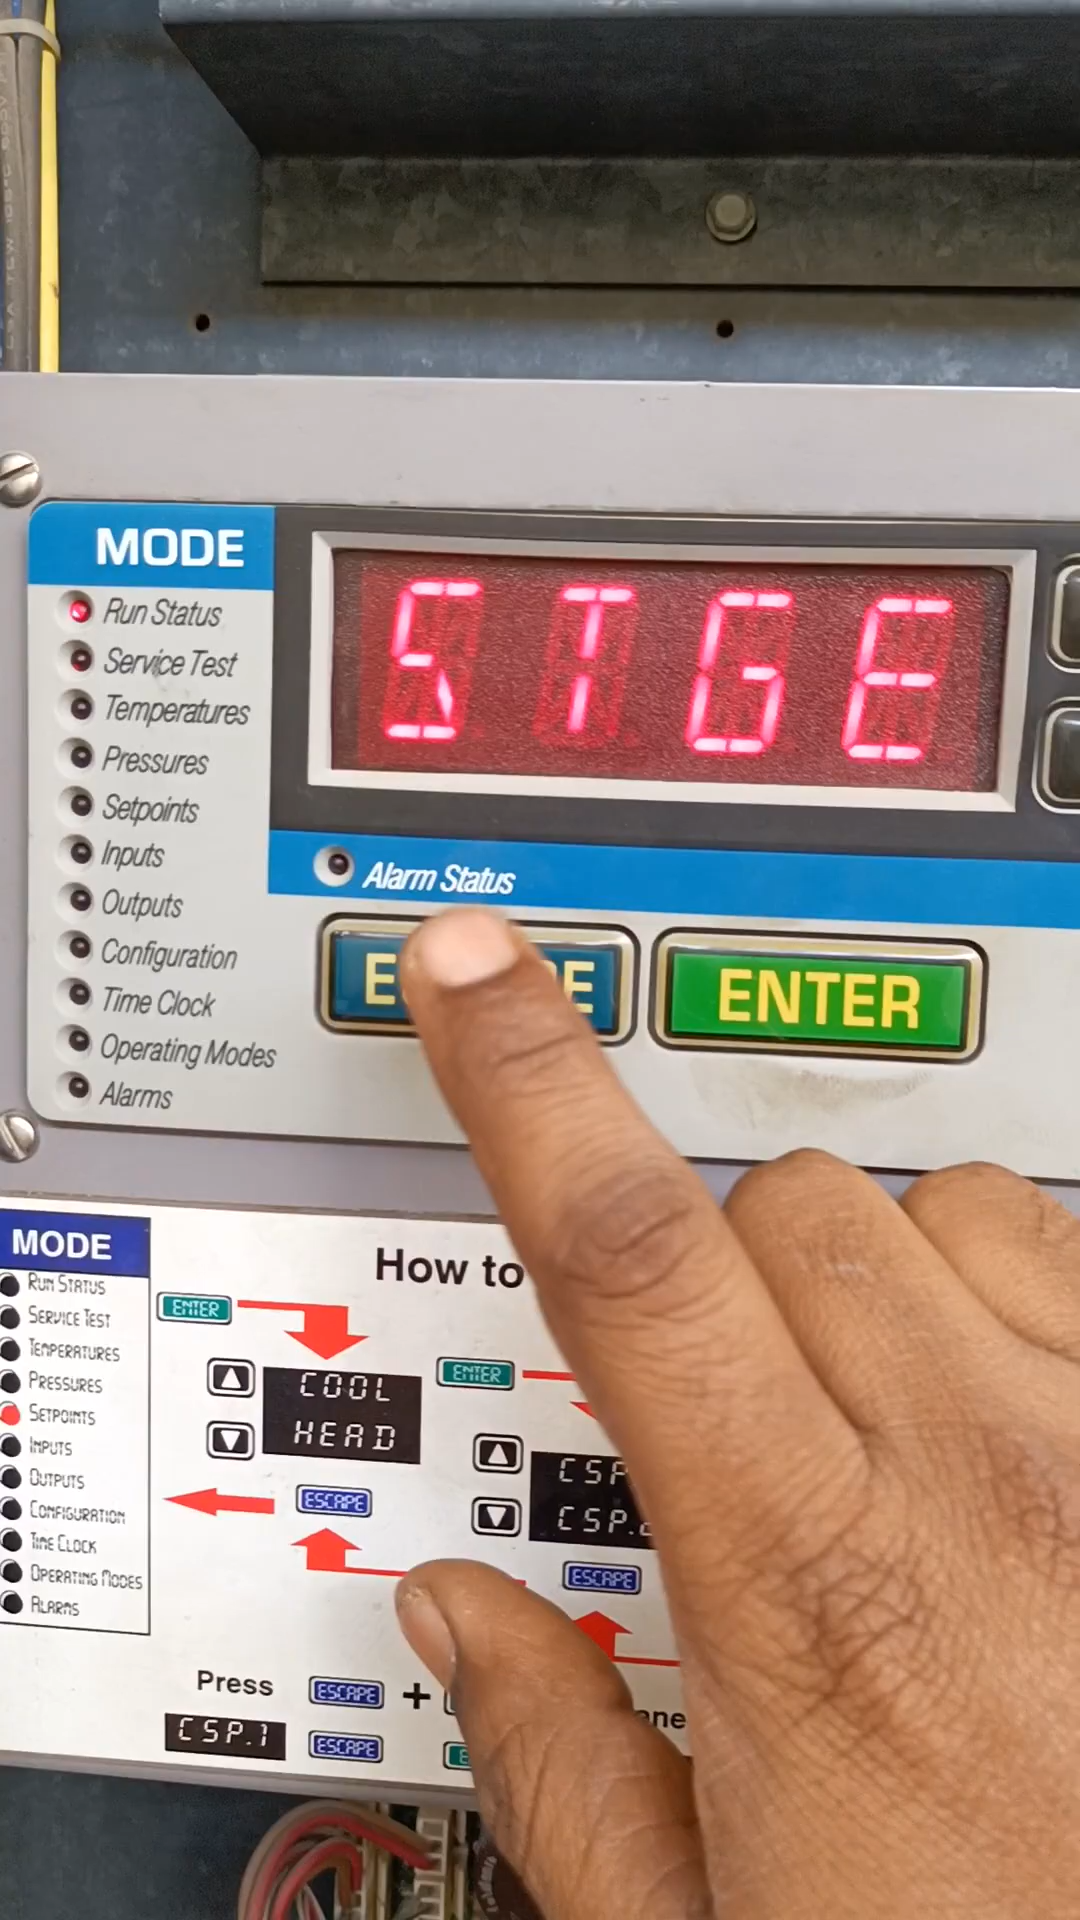 MODE
Run Status
Service Test
Temperatures
Pressures
Setpoints
Inputs
Outputs
Configuration
Time Clock
Operating Modes
Alarms
STGE
Alarm Status
ENTER
MODE
RUN STATUS
SERVICE TEST
TEMPERATURES
PRESSURES
SETPOINTS
INPUTS
OUTPUTS
CONFIGURATION
TIME CLOCK
OPERATING MODES
ALARMS
How to
ENTER
COOL
HEAD
ESCAPE
ENTER
CSP
CSP.
ESCAPE
Press ESCAPE +
CSP.1 ESCAPE